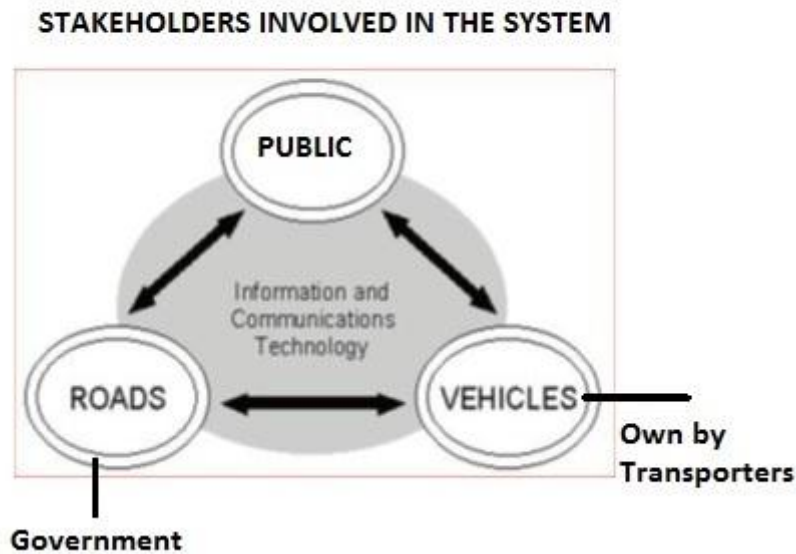 STAKEHOLDERS INVOLVED IN THE SYSTEM
PUBLIC
Information and
Communications
Technology
ROADS
VEHICLES
Own by
Transporters
Government